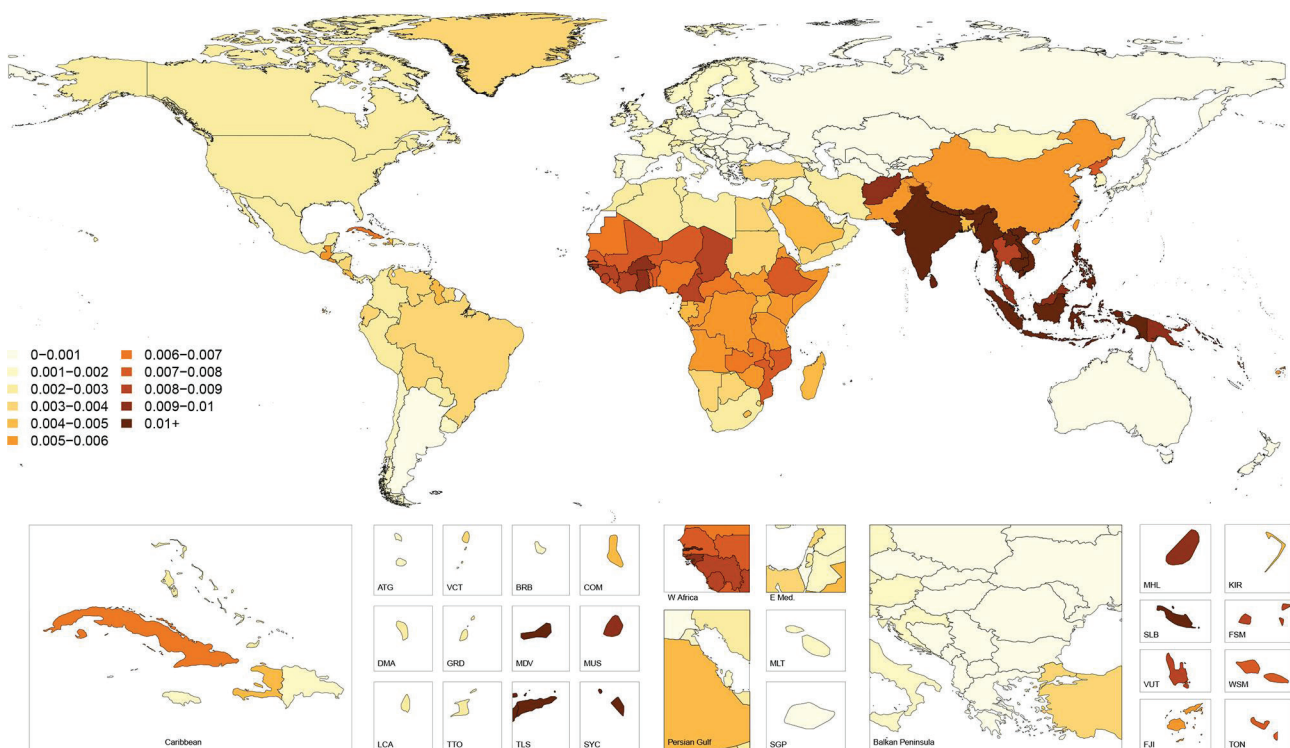 0−0.001
0.001−0.002
0.002−0.003
0.003−0.004
0.004−0.005
0.005−0.006
0.006−0.007
0.007−0.008
0.008−0.009
0.009−0.01
0.01+
Caribbean
ATG
VCT
BRB
COM
DMA
GRD
MDV
MUS
LCA
TTO
TLS
SYC
W Africa
E Med.
Persian Gulf
MLT
SGP
Balkan Peninsula
MHL
KIR
SLB
FSM
VUT
WSM
FJI
TON